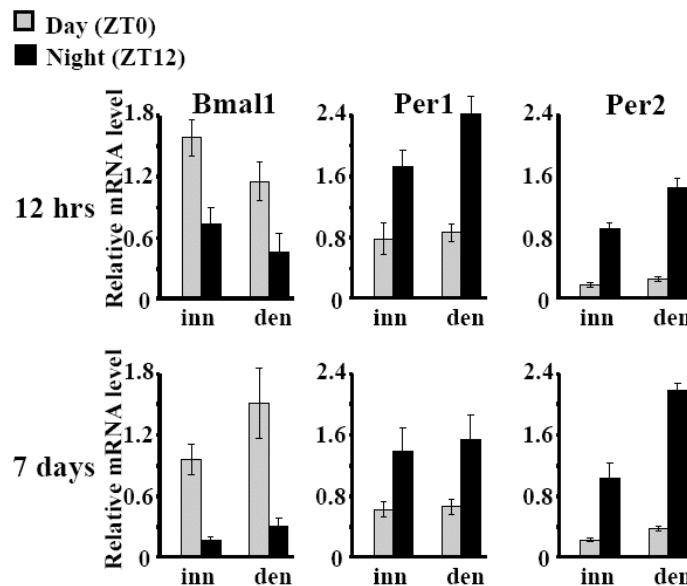 Day (ZT0)
Night (ZT12)
Bmal1
Per1
Per2
12 hrs
Relative mRNA level
1.8
1.2
0.6
0
inn
den
2.4
1.6
0.8
0
inn
den
2.4
1.6
0.8
0
inn
den
7 days
Relative mRNA level
1.8
1.2
0.6
0
inn
den
2.4
1.6
0.8
0
inn
den
2.4
1.6
0.8
0
inn
den